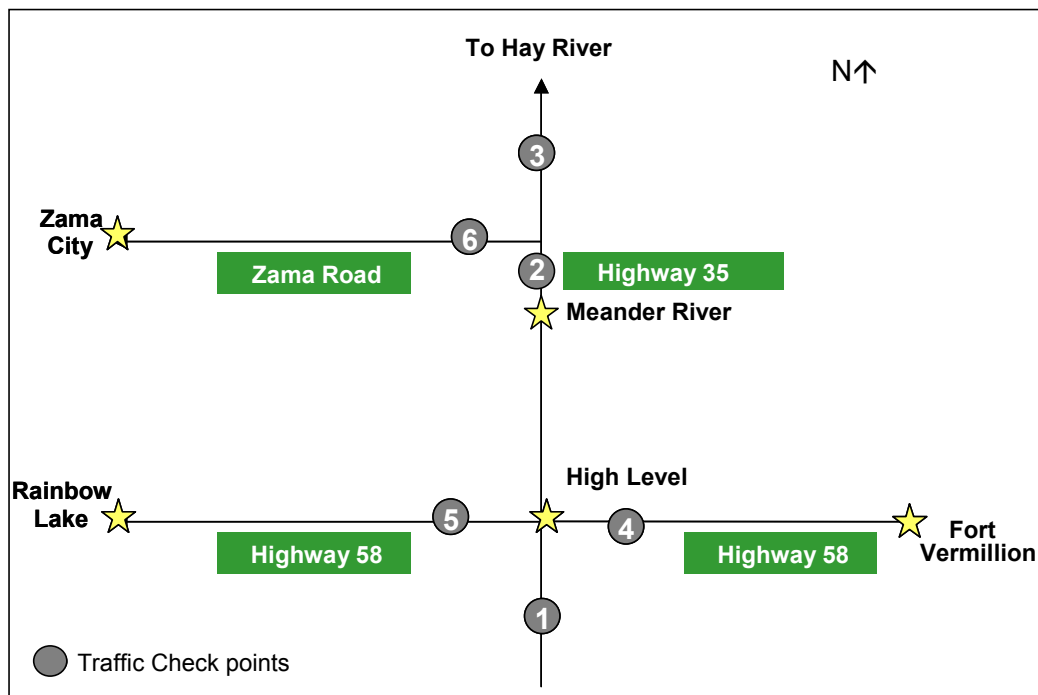 To Hay River
N↑
3
Zama
City
6
Zama Road
2
Highway 35
Meander River
High Level
Rainbow
Lake
5
4
Fort
Vermillion
Highway 58
Highway 58
1
Traffic Check points